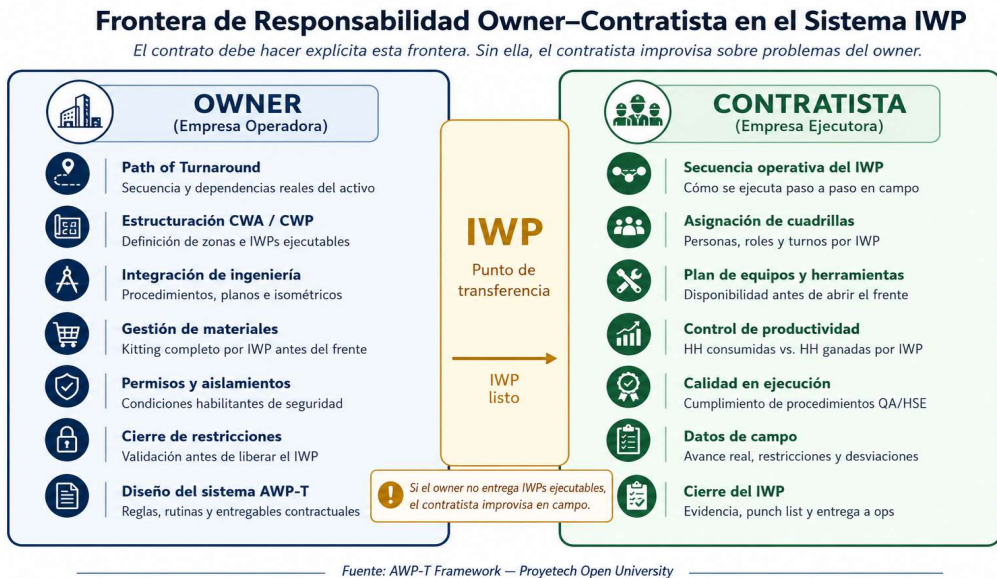 Frontera de Responsabilidad Owner–Contratista en el Sistema IWP
El contrato debe hacer explícita esta frontera. Sin ella, el contratista improvisa sobre problemas del owner.
OWNER
(Empresa Operadora)
Path of Turnaround
Secuencia y dependencias reales del activo
Estructuración CWA / CWP
Definición de zonas e IWPs ejecutables
Integración de ingeniería
Procedimientos, planos e isométricos
Gestión de materiales
Kitting completo por IWP antes del frente
Permisos y aislamientos
Condiciones habilitantes de seguridad
Cierre de restricciones
Validación antes de liberar el IWP
Diseño del sistema AWP-T
Reglas, rutinas y entregables contractuales
IWP
Punto de
transferencia
IWP
listo
Si el owner no entrega IWPs ejecutables,
el contratista improvisa en campo.
CONTRATISTA
(Empresa Ejecutora)
Secuencia operativa del IWP
Cómo se ejecuta paso a paso en campo
Asignación de cuadrillas
Personas, roles y turnos por IWP
Plan de equipos y herramientas
Disponibilidad antes de abrir el frente
Control de productividad
HH consumidas vs. HH ganadas por IWP
Calidad en ejecución
Cumplimiento de procedimientos QA/HSE
Datos de campo
Avance real, restricciones y desviaciones
Cierre del IWP
Evidencia, punch list y entrega a ops
Fuente: AWP-T Framework — Proyetech Open University